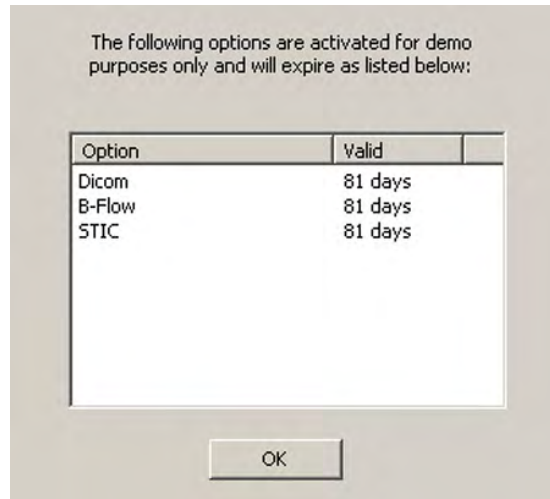 The following options are activated for demo
purposes only and will expire as listed below:
Option Valid
Dicom 81 days
B-Flow 81 days
STIC 81 days
OK